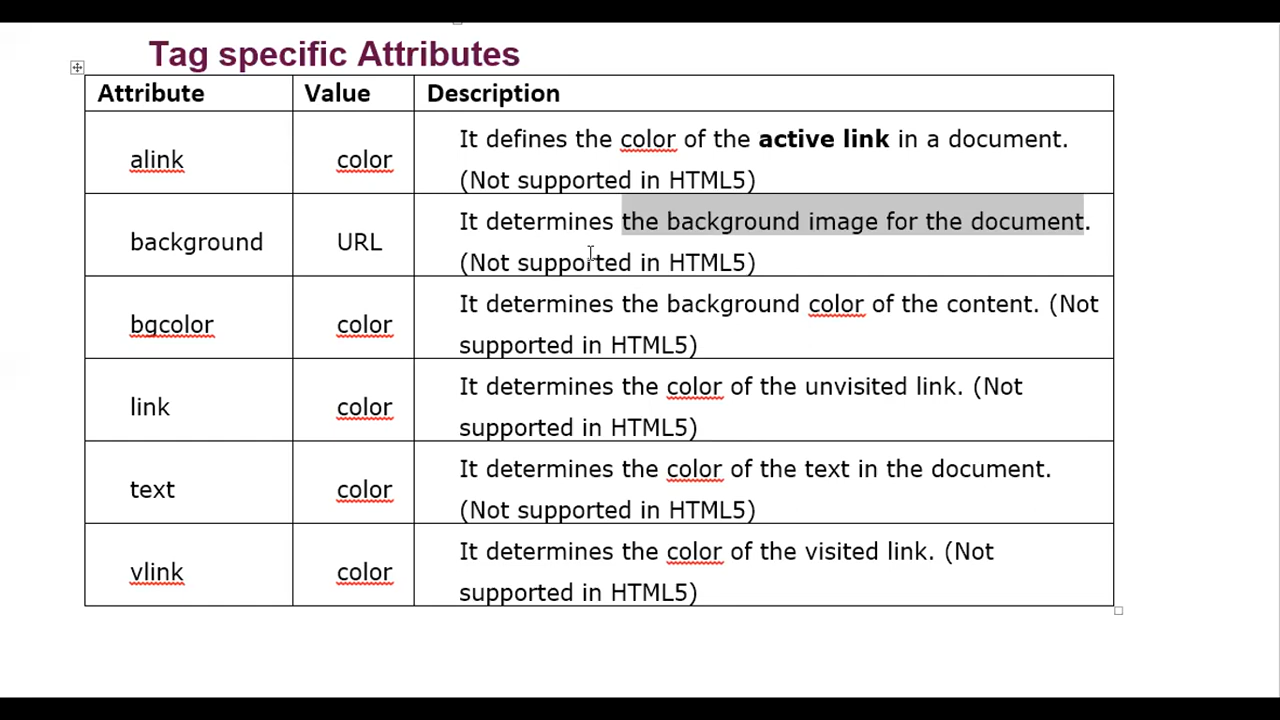 Tag specific Attributes
Attribute Value Description
alink color It defines the color of the active link in a document.
(Not supported in HTML5)
background URL It determines the background image for the document.
(Not supported in HTML5)
bgcolor color It determines the background color of the content. (Not
supported in HTML5)
link color It determines the color of the unvisited link. (Not
supported in HTML5)
text color It determines the color of the text in the document.
(Not supported in HTML5)
vlink color It determines the color of the visited link. (Not
supported in HTML5)